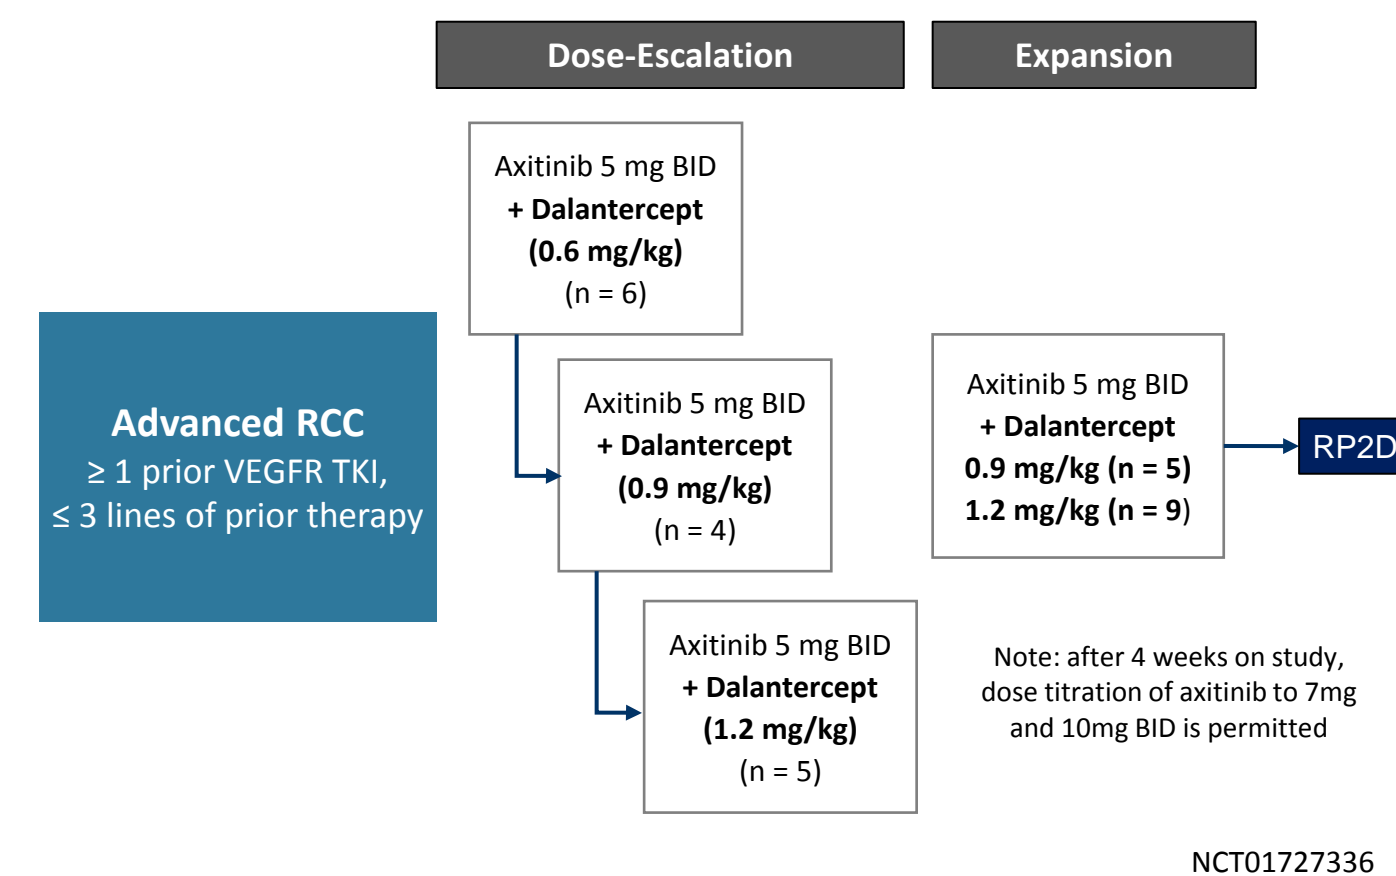 Dose-Escalation
Expansion
Axitinib 5 mg BID
+ Dalantercept
(0.6 mg/kg)
(n = 6)
Advanced RCC
≥ 1 prior VEGFR TKI,
≤ 3 lines of prior therapy
Axitinib 5 mg BID
+ Dalantercept
(0.9 mg/kg)
(n = 4)
Axitinib 5 mg BID
+ Dalantercept
(1.2 mg/kg)
(n = 5)
Axitinib 5 mg BID
+ Dalantercept
0.9 mg/kg (n = 5)
1.2 mg/kg (n = 9)
RP2D
Note: after 4 weeks on study,
dose titration of axitinib to 7mg
and 10mg BID is permitted
NCT01727336